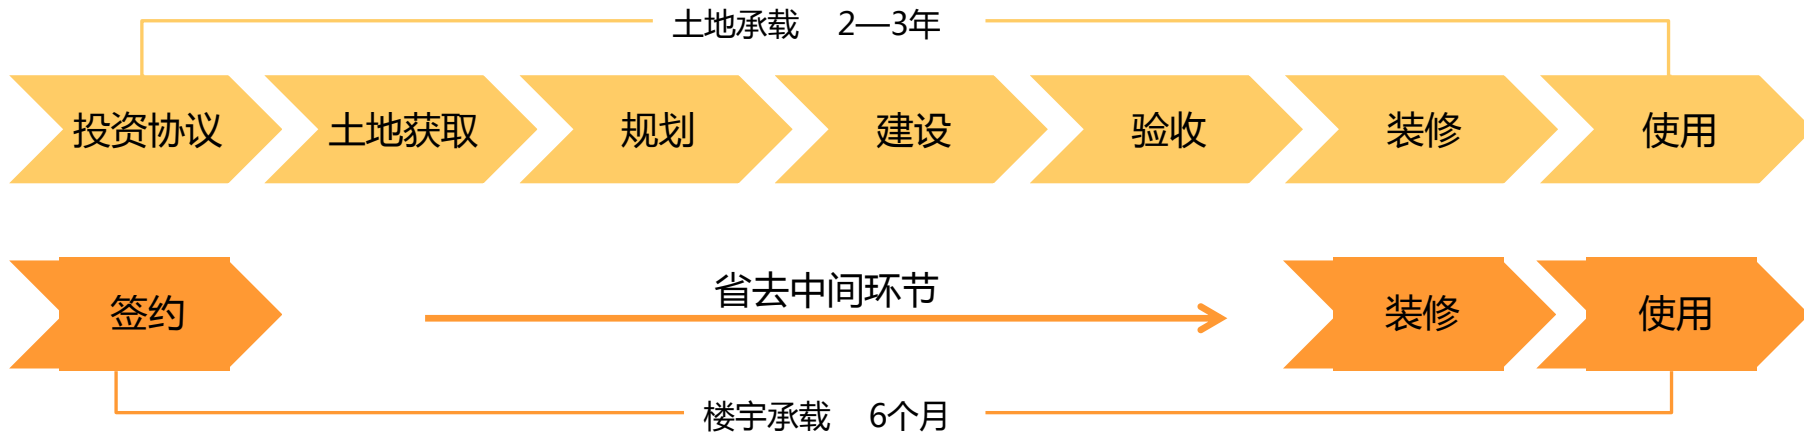 土地承载 2—3年
投资协议
土地获取
规划
建设
验收
装修
使用
签约
省去中间环节
装修
使用
楼宇承载 6个月